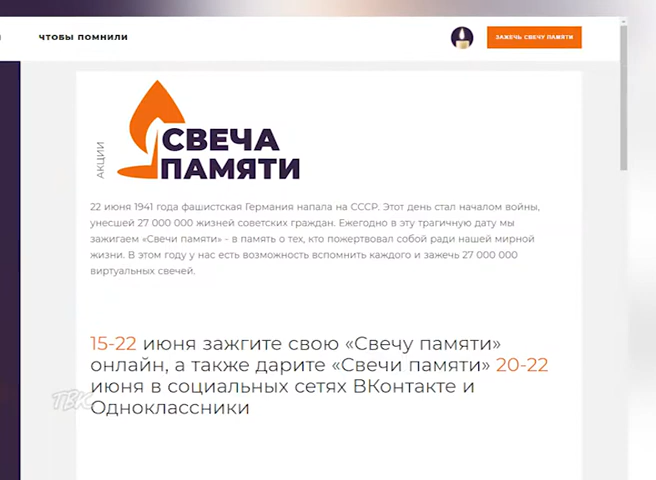 ЧТОБЫ ПОМНИЛИ
ЗАЖЕЧЬ СВЕЧУ ПАМЯТИ
АКЦИИ
СВЕЧА
ПАМЯТИ
22 июня 1941 года фашистская Германия напала на СССР. Этот день стал началом войны,
унесшей 27 000 000 жизней советских граждан. Ежегодно в эту трагичную дату мы
зажигаем «Свечи памяти» - в память о тех, кто пожертвовал собой ради нашей мирной
жизни. В этом году у нас есть возможность вспомнить каждого и зажечь 27 000 000
виртуальных свечей.
15-22 июня зажгите свою «Свечу памяти»
онлайн, а также дарите «Свечи памяти» 20-22
июня в социальных сетях ВКонтакте и
Одноклассники
ТВК